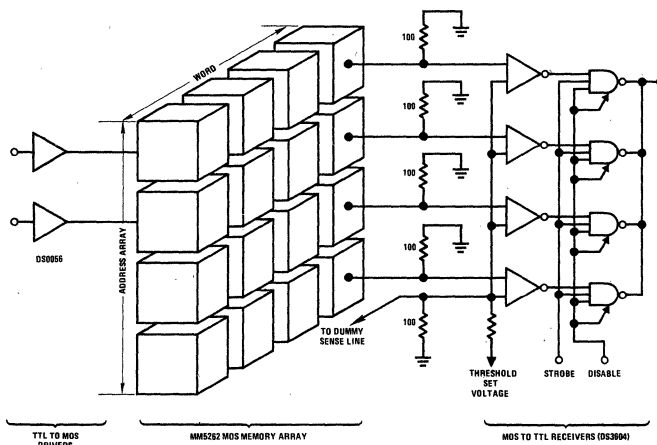 100
WORD
100
100
DS0056
ADDRESS ARRAY
100
100
TO DUMMY
SENSE LINE
THRESHOLD
SET
VOLTAGE
STROBE
DISABLE
TTL TO MOS
DRIVERS
MM5262 MOS MEMORY ARRAY
MOS TO TTL RECEIVERS (DS3604)